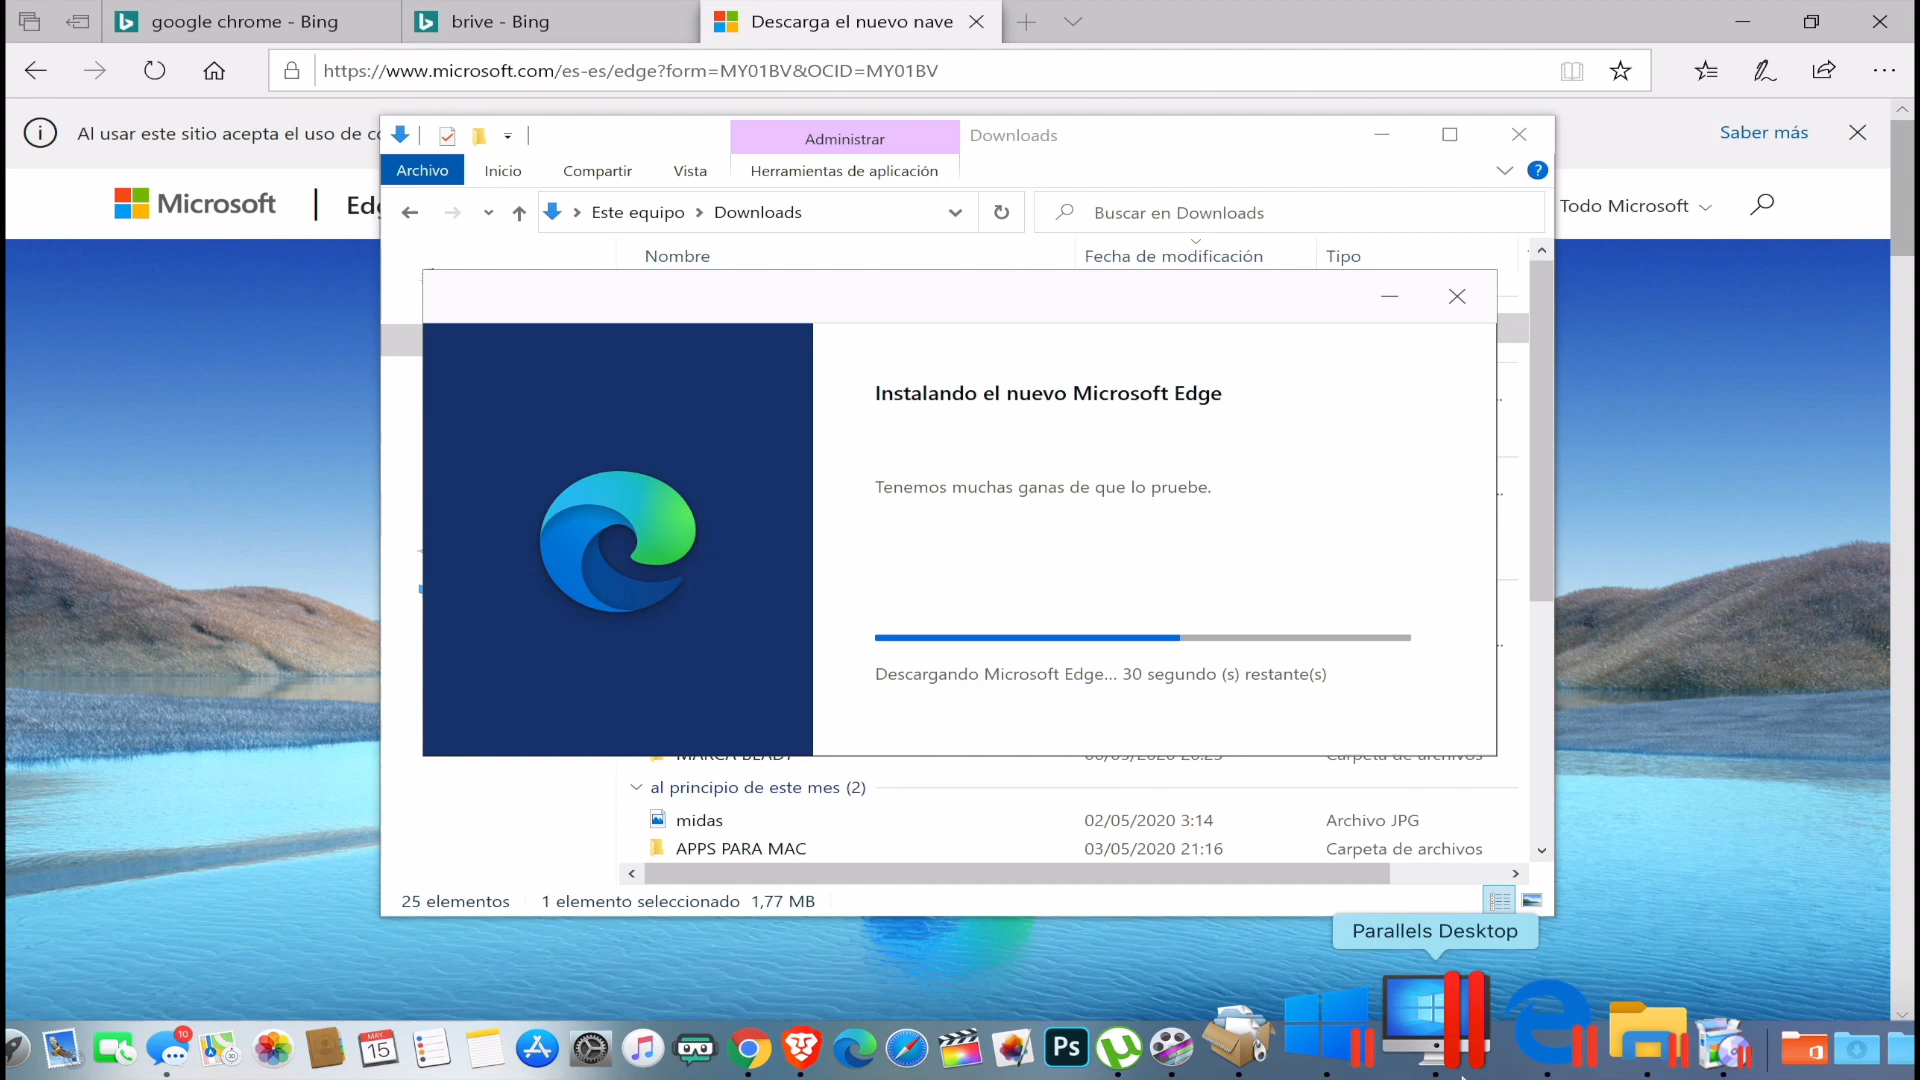 google chrome - Bing
brive - Bing
Descarga el nuevo nave
https://www.microsoft.com/es-es/edge?form=MY01BV&OCID=MY01BV
Al usar este sitio acepta el uso de
Saber más
Administrar
Downloads
Archivo
Inicio
Compartir
Vista
Herramientas de aplicación
Microsoft
Todo Microsoft
Este equipo > Downloads
Buscar en Downloads
Nombre
Fecha de modificación
Tipo
Instalando el nuevo Microsoft Edge
Tenemos muchas ganas de que lo pruebe.
Descargando Microsoft Edge... 30 segundo (s) restante(s)
al principio de este mes (2)
midas
02/05/2020 3:14
Archivo JPG
APPS PARA MAC
03/05/2020 21:16
Carpeta de archivos
25 elementos
1 elemento seleccionado 1,77 MB
Parallels Desktop
10
MAY
15
Ps